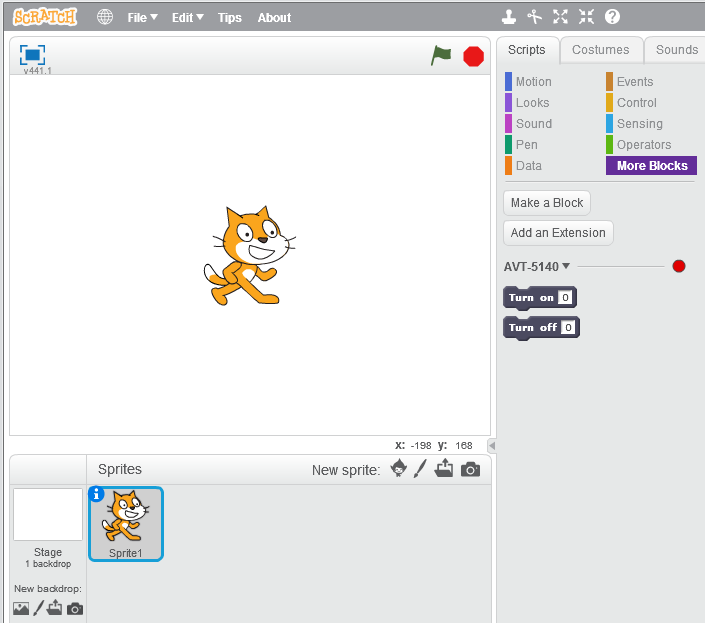 SCRATCH File Edit Tips About
v441.1
Scripts Costumes Sounds
Motion Events
Looks Control
Sound Sensing
Pen Operators
Data More Blocks
Make a Block
Add an Extension
AVT-5140
Turn on 0
Turn off 0
x: -198 y: 168
Sprites New sprite:
Sprite1
Stage
1 backdrop
New backdrop: